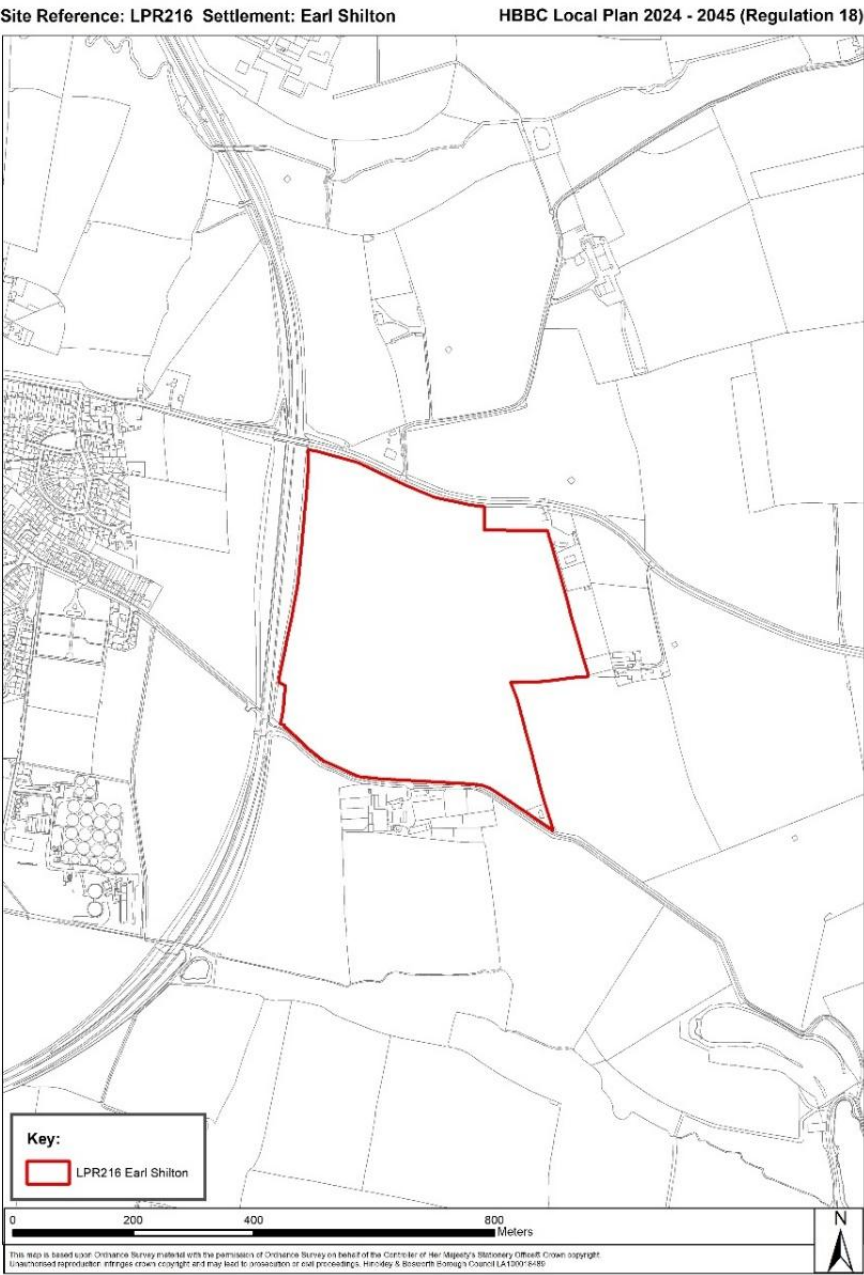 Site Reference: LPR216 Settlement: Earl Shilton
HBBC Local Plan 2024 - 2045 (Regulation 18)
Key:
LPR216 Earl Shilton
0 200 400 800
Meters
N
This map is based upon Ordnance Survey material with the permission of Ordnance Survey on behalf of the Controller of Her Majesty's Stationery Office© Crown copyright.
Unauthorised reproduction infringes crown copyright and may lead to prosecution or civil proceedings. Hinckley & Bosworth Borough Council LA100018489